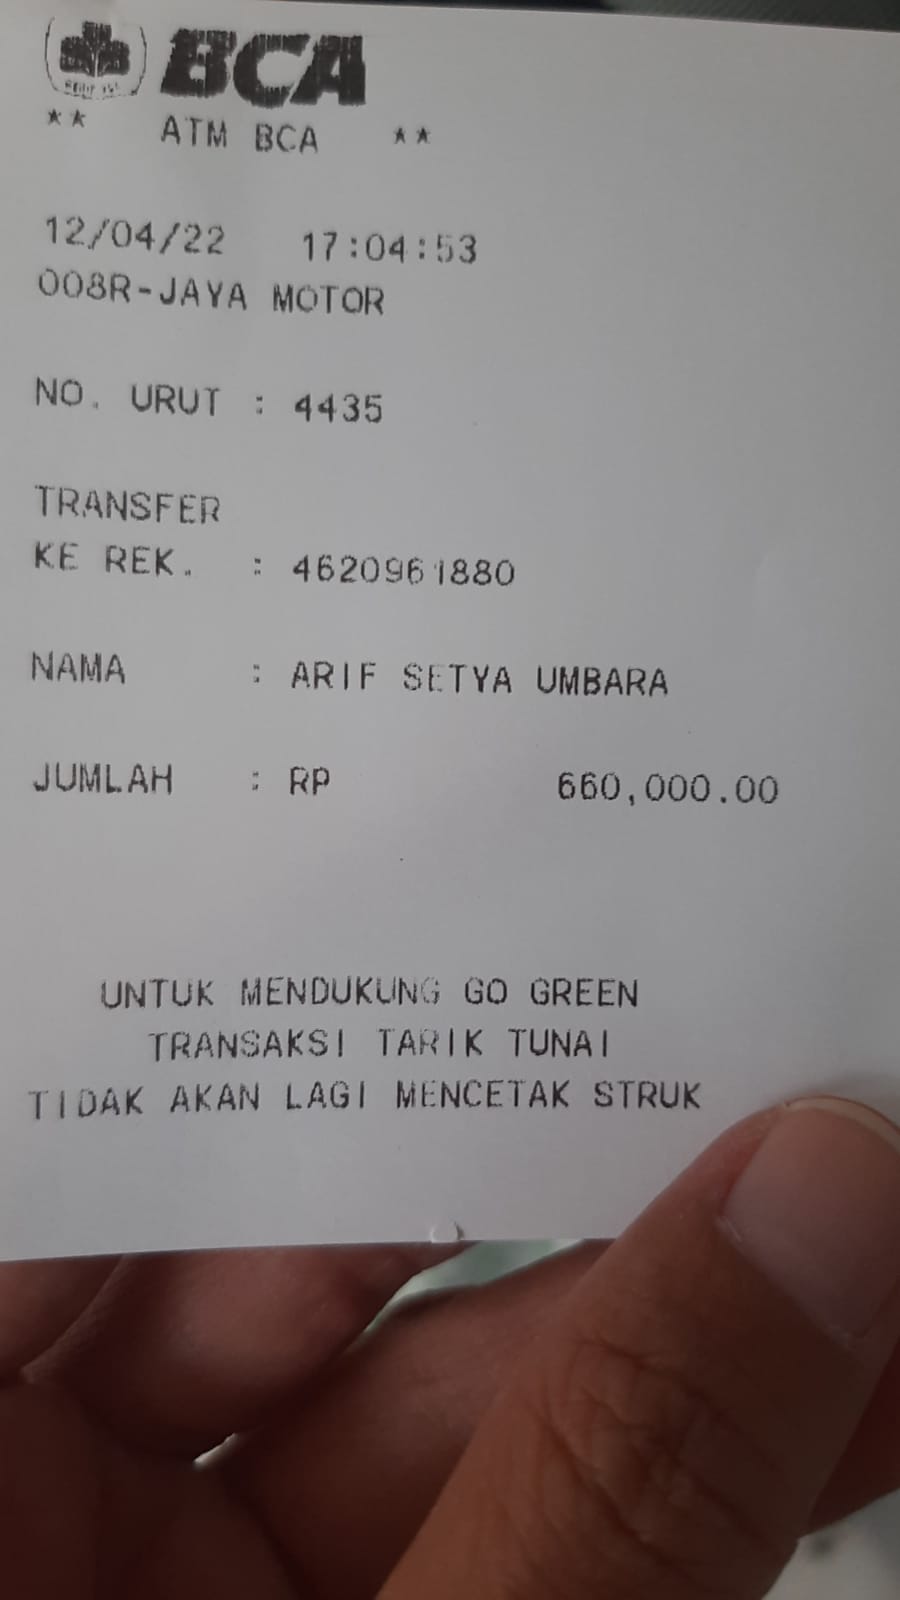 BCA
** ATM BCA **
12/04/22 17:04:53
008R-JAYA MOTOR
NO. URUT : 4435
TRANSFER
KE REK. : 4620961880
NAMA : ARIF SETYA UMBARA
JUMLAH : RP 660,000.00
UNTUK MENDUKUNG GO GREEN
TRANSAKSI TARIK TUNAI
TIDAK AKAN LAGI MENCETAK STRUK